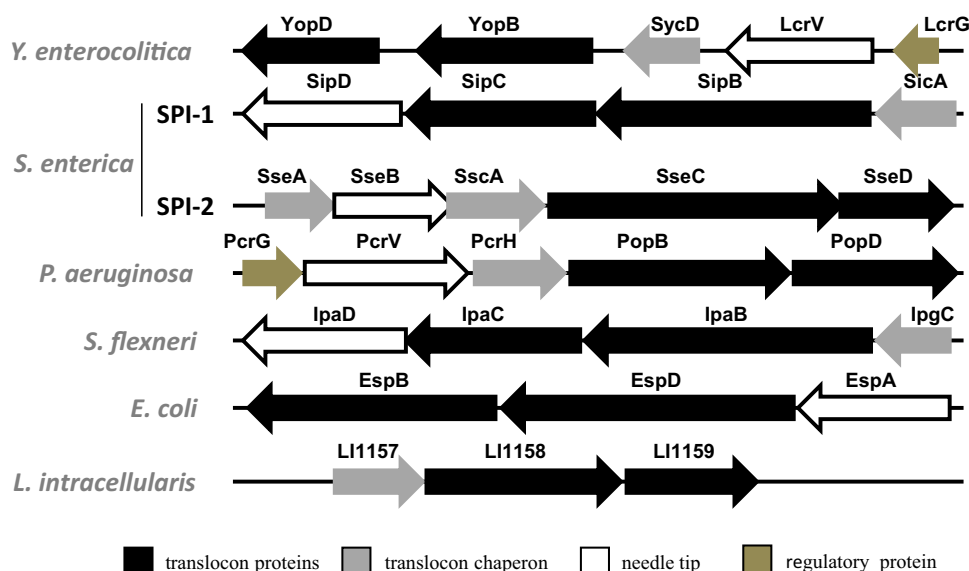 YopD YopB SycD LcrV LcrG
Y. enterocolitica
SipD SipC SipB SicA
SPI-1
S. enterica
SseA SseB SscA SseC SseD
SPI-2
PcrG PcrV PcrH PopB PopD
P. aeruginosa
IpaD IpaC IpaB IpgC
S. flexneri
EspB EspD EspA
E. coli
LI1157 LI1158 LI1159
L. intracellularis
translocon proteins translocon chaperon needle tip regulatory protein